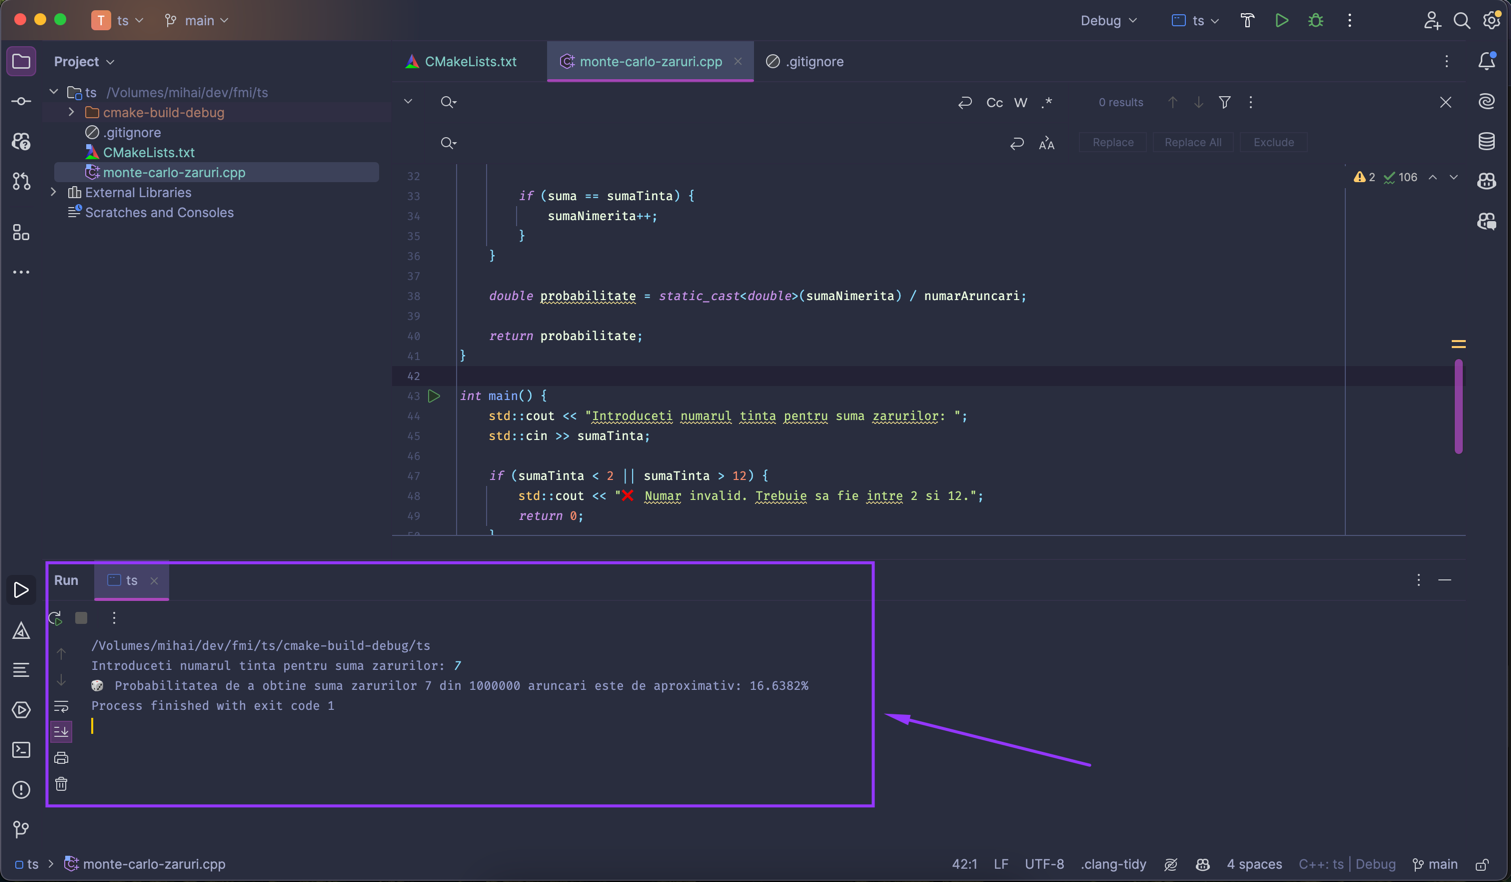 T ts main Debug ts
Project CMakeLists.txt monte-carlo-zaruri.cpp .gitignore
ts /Volumes/mihai/dev/fmi/ts
cmake-build-debug
.gitignore
CMakeLists.txt
monte-carlo-zaruri.cpp
External Libraries
Scratches and Consoles
Cc W .* 0 results
Replace Replace All Exclude
2 106
32
33 if (suma == sumaTinta) {
34 sumaNimerita++;
35 }
36 }
37
38 double probabilitate = static_cast<double>(sumaNimerita) / numarAruncari;
39
40 return probabilitate;
41 }
42
43 int main() {
44 std::cout << "Introduceti numarul tinta pentru suma zarurilor: ";
45 std::cin >> sumaTinta;
46
47 if (sumaTinta < 2 || sumaTinta > 12) {
48 std::cout << "❌ Numar invalid. Trebuie sa fie intre 2 si 12.";
49 return 0;
50 }
Run ts
/Volumes/mihai/dev/fmi/ts/cmake-build-debug/ts
Introduceti numarul tinta pentru suma zarurilor: 7
🎲 Probabilitatea de a obtine suma zarurilor 7 din 1000000 aruncari este de aproximativ: 16.6382%
Process finished with exit code 1
ts > monte-carlo-zaruri.cpp 42:1 LF UTF-8 .clang-tidy 4 spaces C++: ts | Debug main